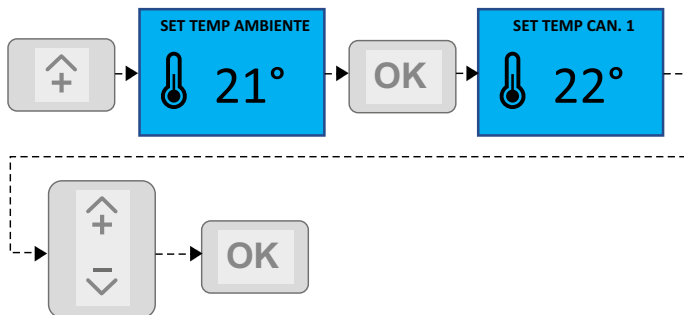 SET TEMP AMBIENTE
21°
OK
SET TEMP CAN. 1
22°
+
+
−
OK